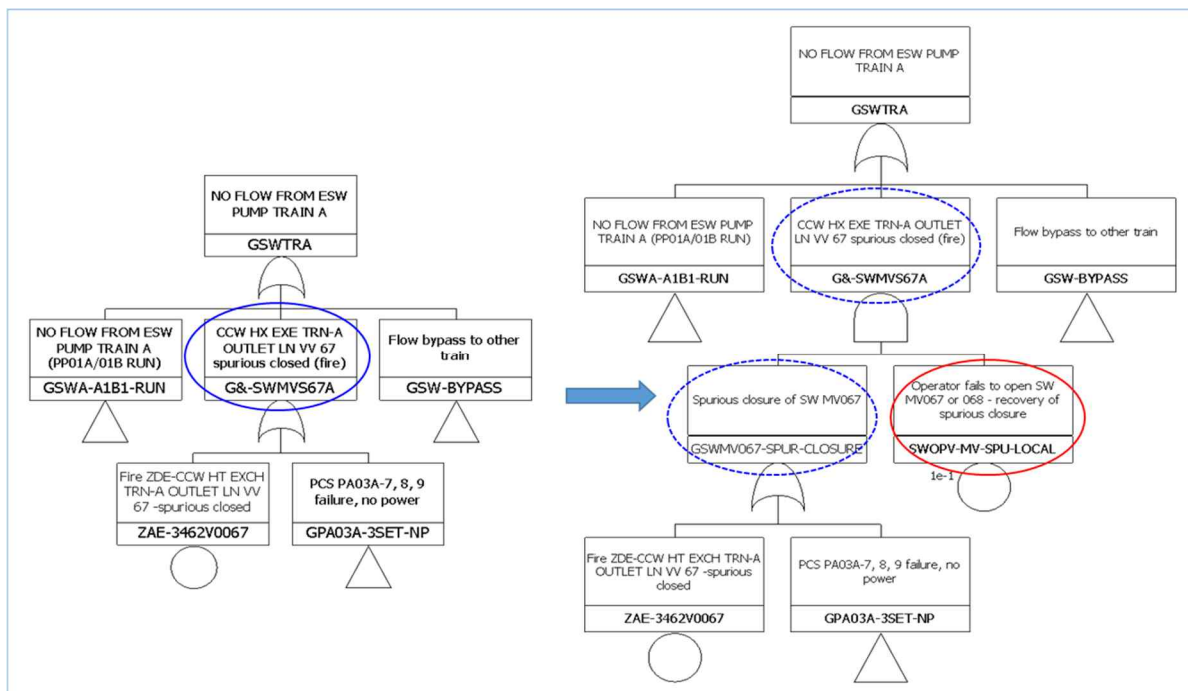 NO FLOW FROM ESW
PUMP TRAIN A
GSWTRA
NO FLOW FROM ESW
PUMP TRAIN A
(PP01A/01B RUN)
GSWA-A1B1-RUN
CCW HX EXE TRN-A
OUTLET LN VV 67
spurious closed (fire)
G&-SWMVS67A
Flow bypass to other
train
GSW-BYPASS
Fire ZDE-CCW HT EXCH
TRN-A OUTLET LN VV
67 -spurious closed
ZAE-3462V0067
PCS PA03A-7, 8, 9
failure, no power
GPA03A-3SET-NP
NO FLOW FROM ESW PUMP
TRAIN A
GSWTRA
NO FLOW FROM ESW PUMP
TRAIN A (PP01A/01B RUN)
GSWA-A1B1-RUN
CCW HX EXE TRN-A OUTLET
LN VV 67 spurious closed (fire)
G&-SWMVS67A
Flow bypass to other train
GSW-BYPASS
Spurious closure of SW MV067
GSWMV067-SPUR-CLOSURE
Operator fails to open SW
MV067 or 068 - recovery of
spurious closure
SWOPV-MV-SPU-LOCAL
1e-1
Fire ZDE-CCW HT EXCH TRN-A
OUTLET LN VV 67 -spurious
closed
ZAE-3462V0067
PCS PA03A-7, 8, 9 failure, no
power
GPA03A-3SET-NP